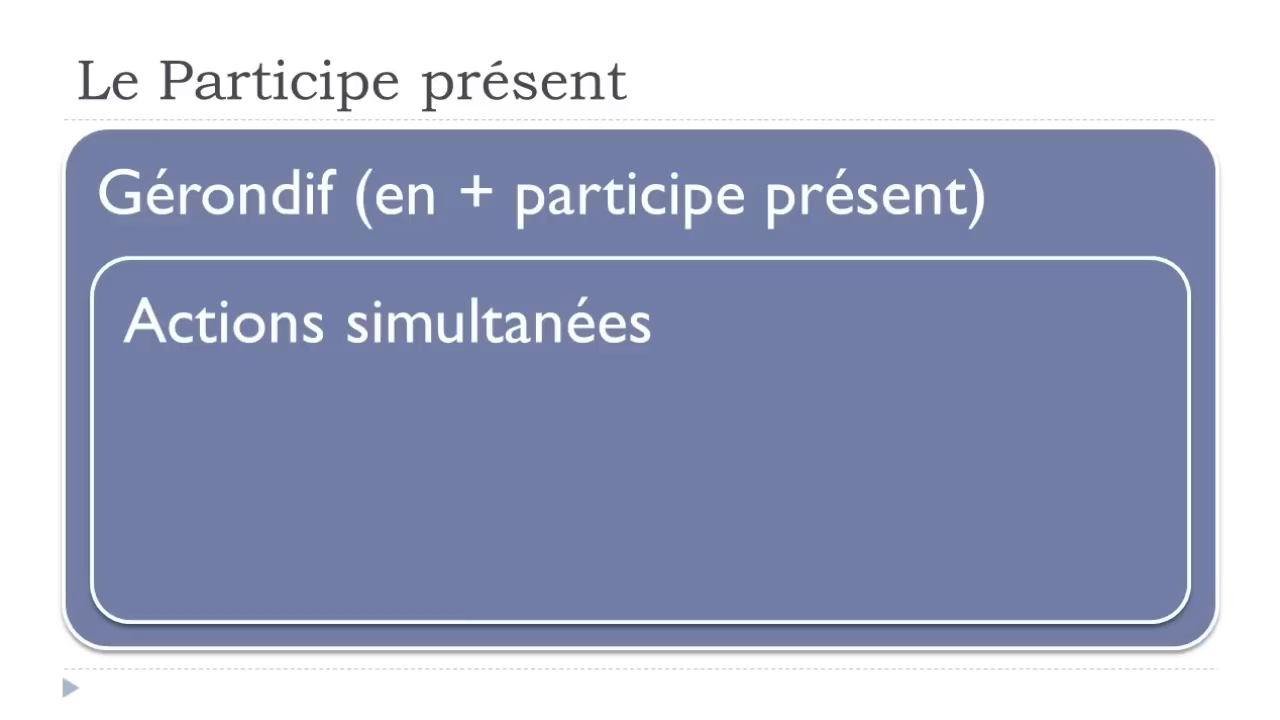 Le Participe présent
Gérondif (en + participe présent)
Actions simultanées